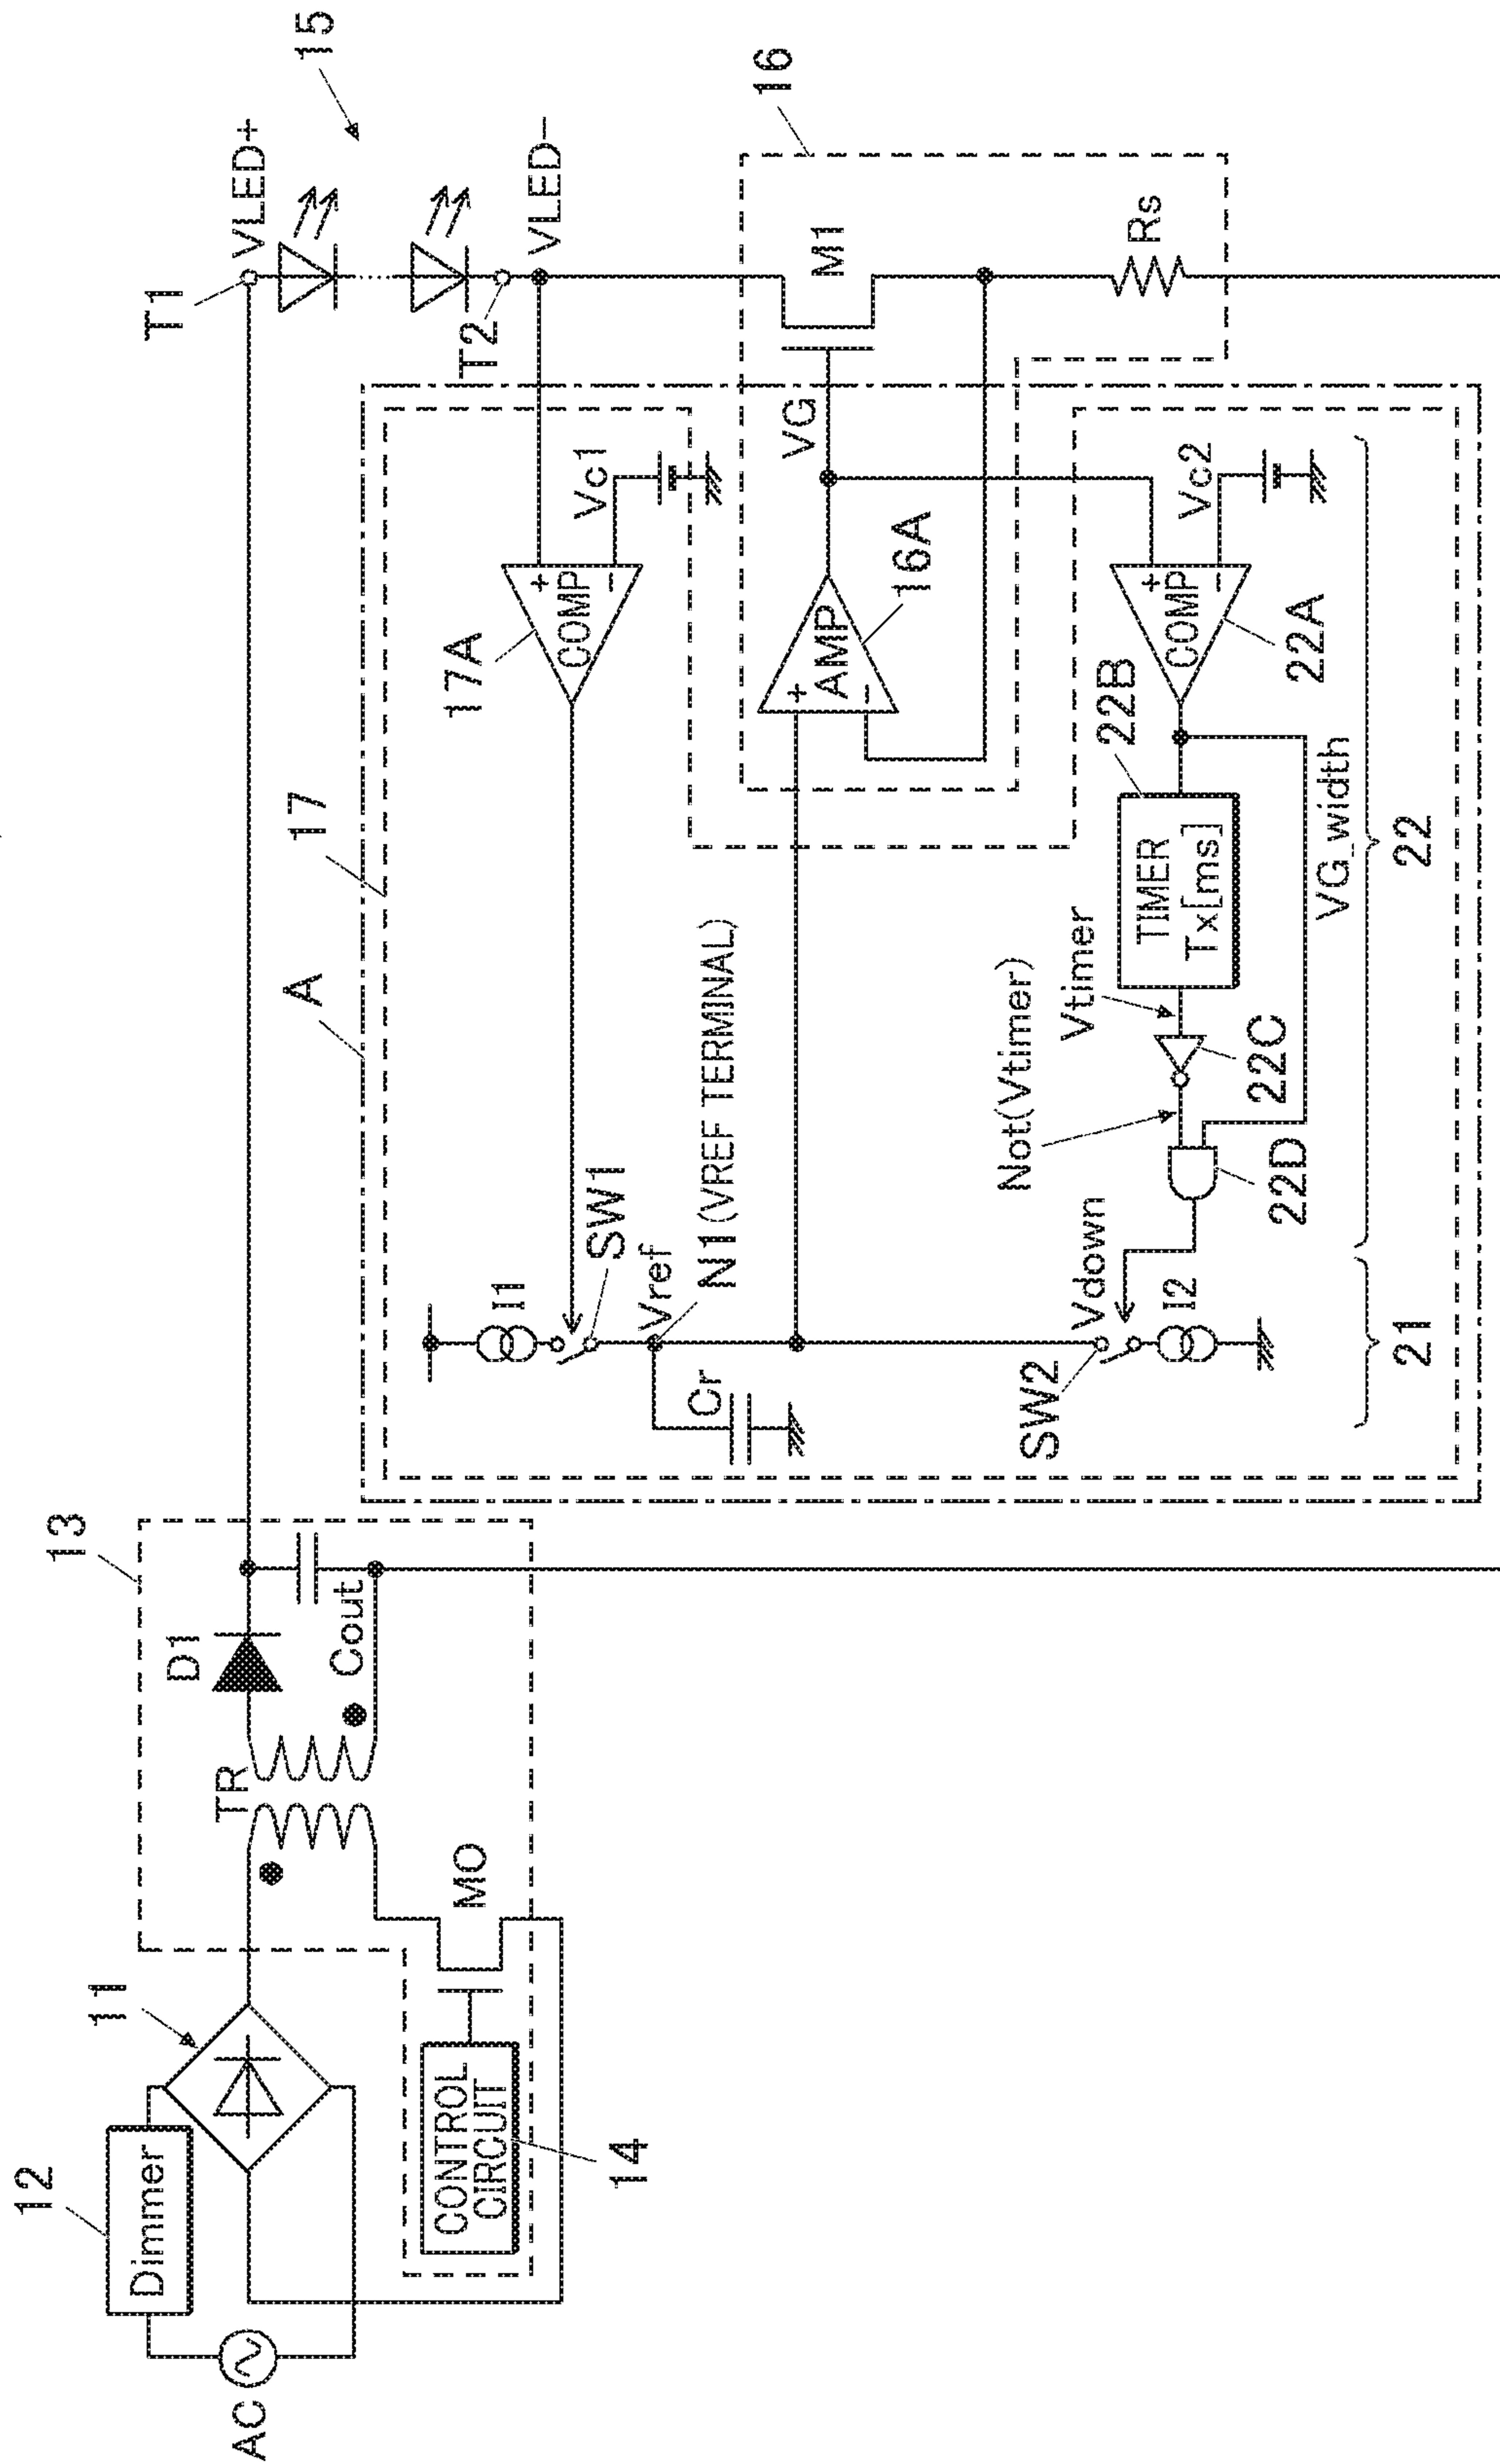 AC
12
Dimmer
11
CONTROL
CIRCUIT
14
13
MO
TR
D1
Cout
A
17
I1
SW1
Vref
N1(VREF TERMINAL)
Cr
SW2
Vdown
I2
21
17A
COMP
+
−
Vc1
AMP
+
−
16A
VG
22B
TIMER
Tx[ms]
Vtimer
Not(Vtimer)
22C
22D
COMP
+
−
22A
Vc2
VG_width
22
T1
VLED+
15
T2
VLED−
16
M1
Rs